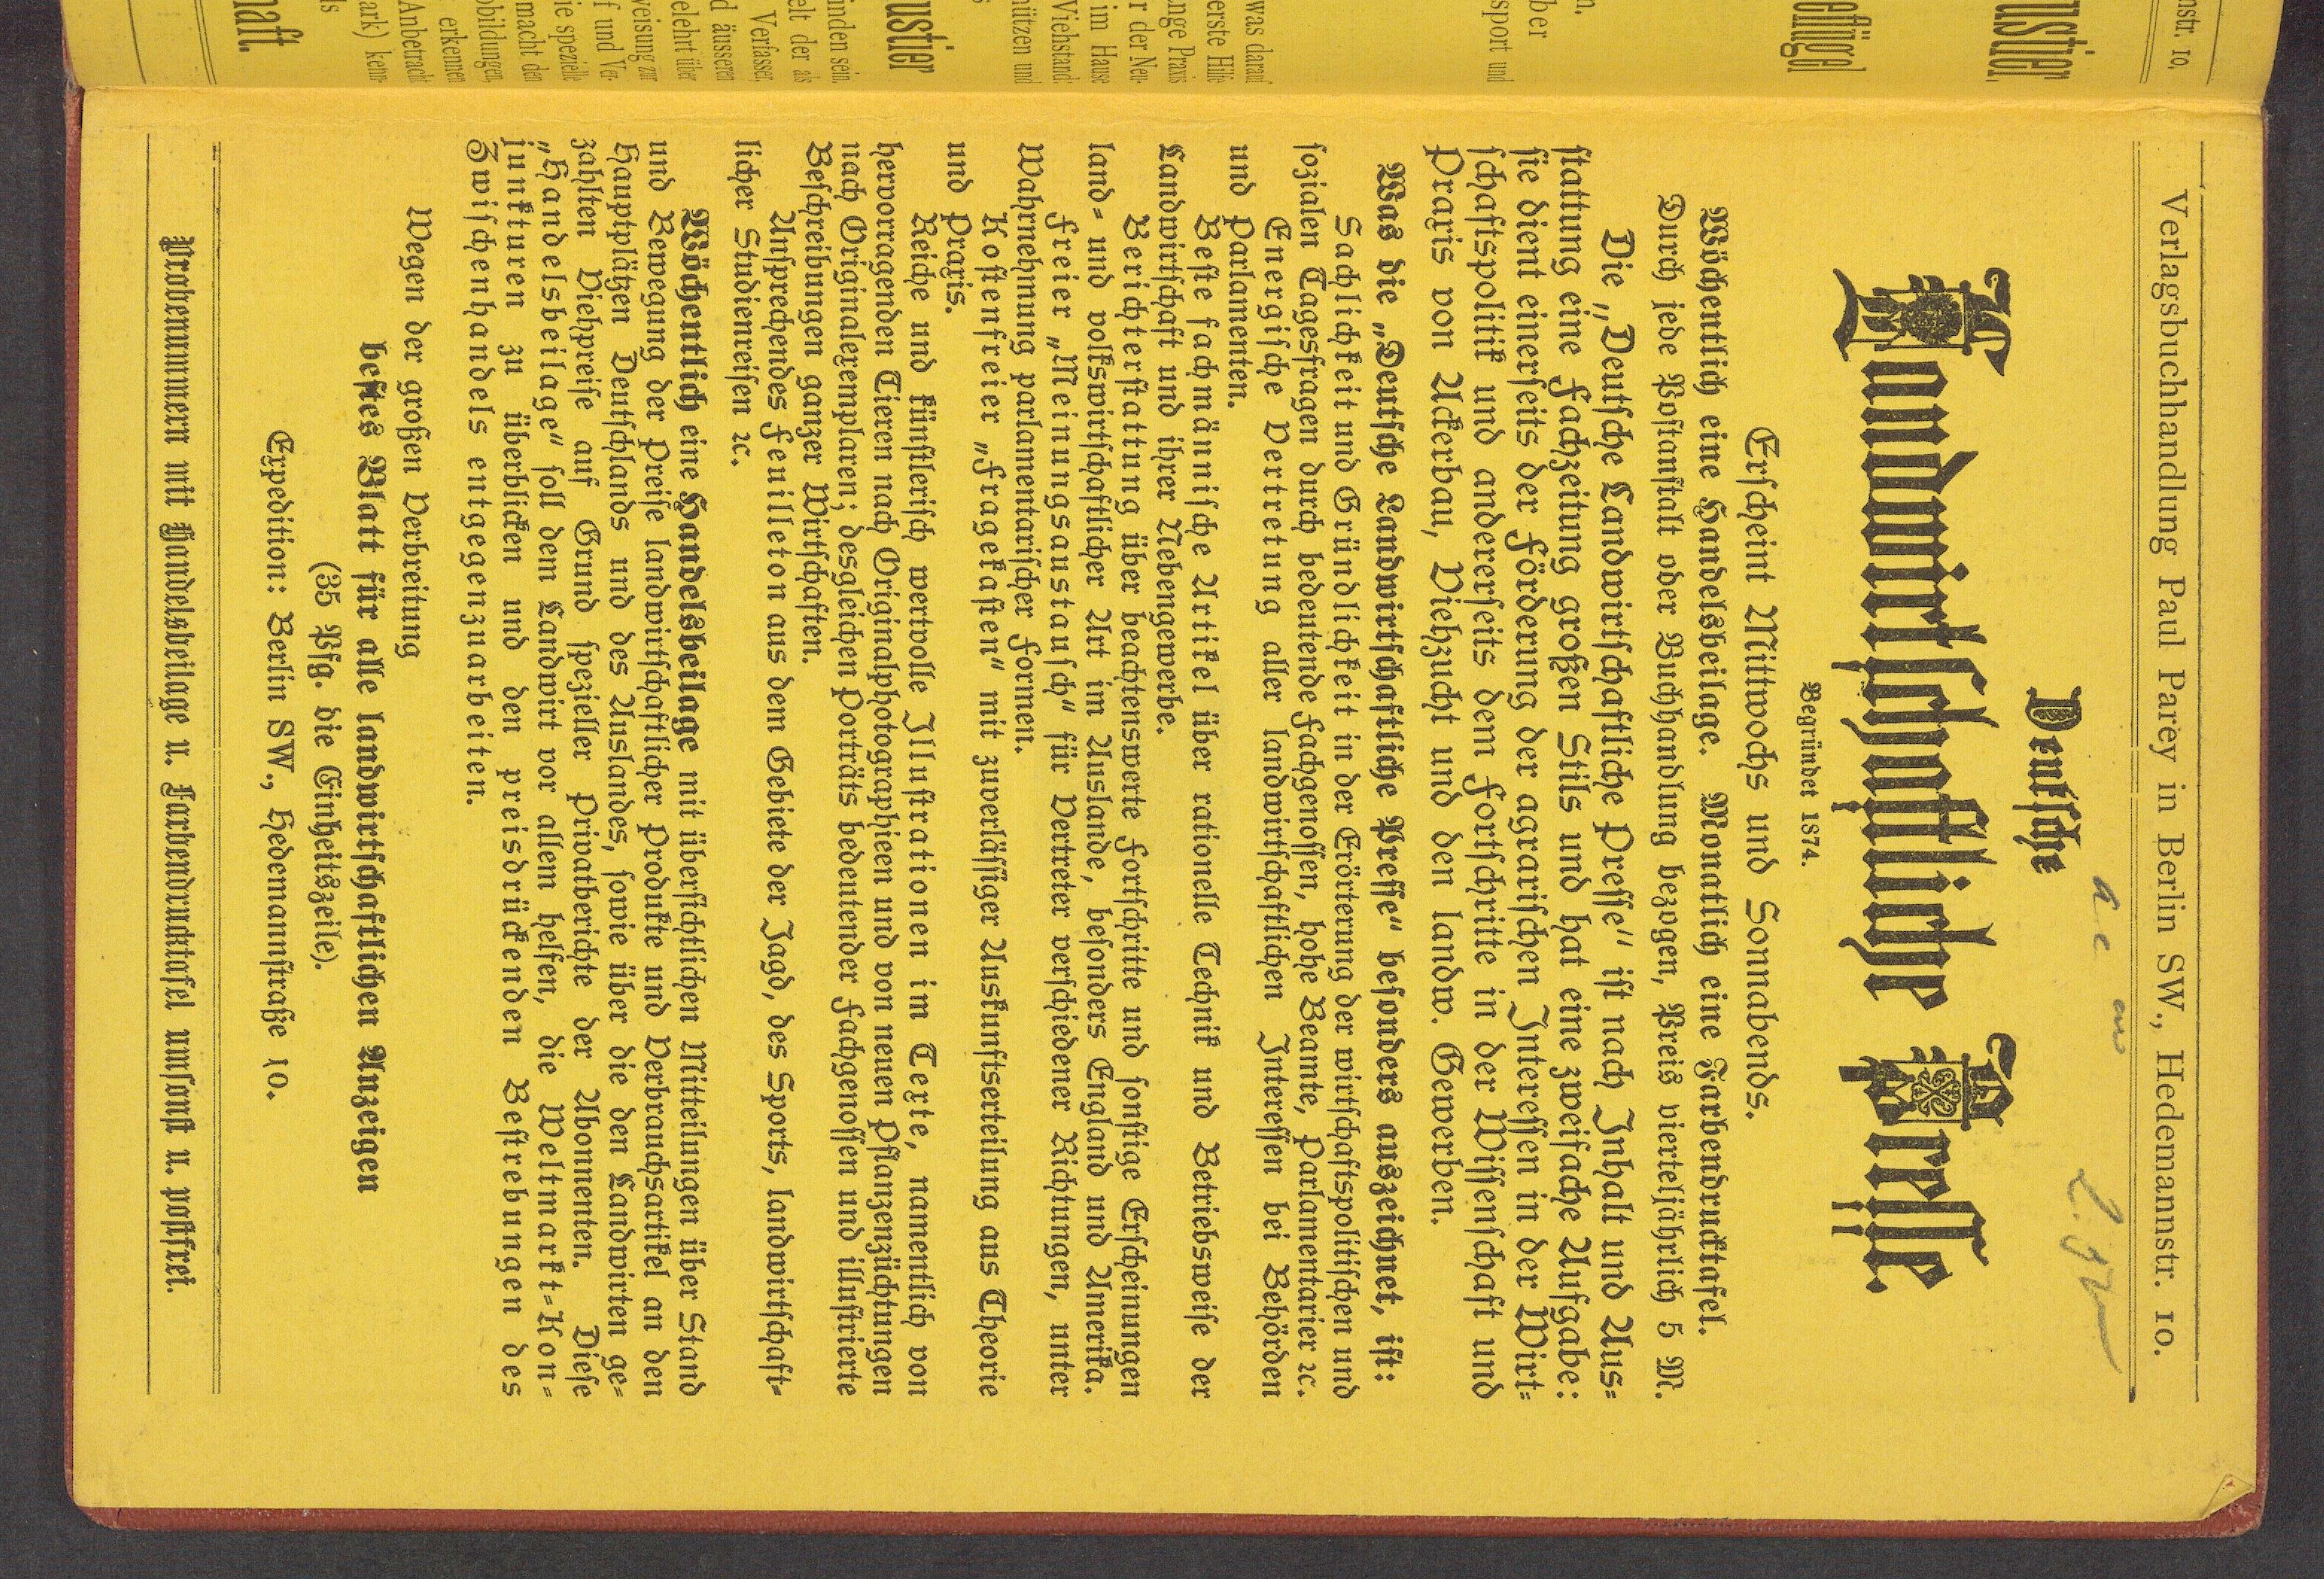 Verlagsbuchhandlung Paul Parey in Berlin SW., Hedemannstr. 10.
Deutsche
Landwirtschaftliche Presse.
Begründet 1874.
Erscheint Mittwochs und Sonnabends.
Wöchentlich eine Handelsbeilage. Monatlich eine Farbendrucktafel.
Durch jede Postanstalt oder Buchhandlung bezogen, Preis vierteljährlich 5 M.
Die „Deutsche Landwirtschaftliche Presse" ist nach Inhalt und Aus-
stattung eine Fachzeitung großen Stils und hat eine zweifache Aufgabe:
sie dient einerseits der Förderung der agrarischen Interessen in der Wirt-
schaftspolitik und andererseits dem Fortschritte in der Wissenschaft und
Praxis von Ackerbau, Viehzucht und den landw. Gewerben.
Was die „Deutsche Landwirtschaftliche Presse" besonders auszeichnet, ist:
Sachlichkeit und Gründlichkeit in der Erörterung der wirtschaftspolitischen und
sozialen Tagesfragen durch bedeutende Fachgenossen, hohe Beamte, Parlamentarier ꝛc.
Energische Vertretung aller landwirtschaftlichen Interessen bei Behörden
und Parlamenten.
Beste fachmännische Artikel über rationelle Technik und Betriebsweise der
Landwirtschaft und ihrer Nebengewerbe.
Berichterstattung über beachtenswerte Fortschritte und sonstige Erscheinungen
land- und volkswirtschaftlicher Art im Auslande, besonders England und Amerika.
Freier „Meinungsaustausch" für Vertreter verschiedener Richtungen, unter
Wahrnehmung parlamentarischer Formen.
Kostenfreier „Fragekasten" mit zuverlässiger Auskunftserteilung aus Theorie
und Praxis.
Reiche und künstlerisch wertvolle Illustrationen im Texte, namentlich von
hervorragenden Tieren nach Originalphotographieen und von neuen Pflanzenzüchtungen
nach Originalexemplaren; desgleichen Porträts bedeutender Fachgenossen und illustrierte
Beschreibungen ganzer Wirtschaften.
Ansprechendes Feuilleton aus dem Gebiete der Jagd, des Sports, landwirtschaft-
licher Studienreisen ꝛc.
Wöchentlich eine Handelsbeilage mit übersichtlichen Mitteilungen über Stand
und Bewegung der Preise landwirtschaftlicher Produkte und Verbrauchsartikel an den
Hauptplätzen Deutschlands und des Auslandes, sowie über die den Landwirten ge-
zahlten Viehpreise auf Grund spezieller Privatberichte der Abonnenten. Diese
„Handelsbeilage" soll dem Landwirt vor allem helfen, die Weltmarkt-Kon-
junkturen zu überblicken und den preisdrückenden Bestrebungen des
Zwischenhandels entgegenzuarbeiten.
Wegen der großen Verbreitung
bestes Blatt für alle landwirtschaftlichen Anzeigen
(35 Pfg. die Einheitszeile).
Expedition: Berlin SW., Hedemannstraße 10.
Probenummern mit Handelsbeilage u. Farbendrucktafel umsonst u. postfrei.